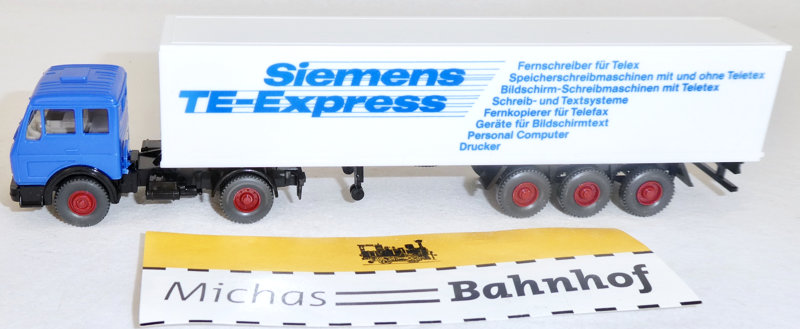 Siemens
TE-Express
Fernschreiber für Telex
Speicherschreibmaschinen mit und ohne Teletex
Bildschirm-Schreibmaschinen mit Teletex
Schreib- und Textsysteme
Fernkopierer für Telefax
Geräte für Bildschirmtext
Personal Computer
Drucker
Michas Bahnhof